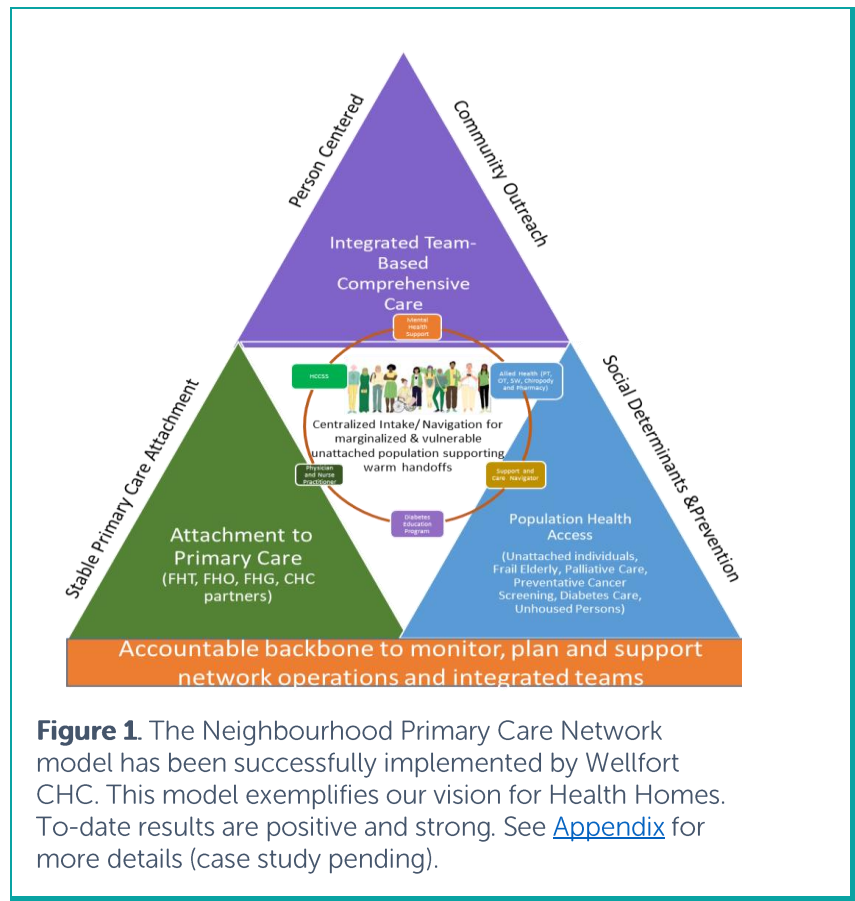 Person Centered
Community Outreach
Integrated Team-
Based
Comprehensive
Care
Mental
Health
Support
HCCSS
Allied Health (PT,
OT, SW, Chiropody
and Pharmacy)
Centralized Intake/ Navigation for
marginalized & vulnerable
unattached population supporting
warm handoffs
Physician
and Nurse
Practitioner
Support and
Care Navigator
Diabetes
Education
Program
Stable Primary Care Attachment
Social Determinants &Prevention
Attachment to
Primary Care
(FHT, FHO, FHG, CHC
partners)
Population Health
Access
(Unattached individuals,
Frail Elderly, Palliative Care,
Preventative Cancer
Screening, Diabetes Care,
Unhoused Persons)
Accountable backbone to monitor, plan and support
network operations and integrated teams
Figure 1. The Neighbourhood Primary Care Network
model has been successfully implemented by Wellfort
CHC. This model exemplifies our vision for Health Homes.
To-date results are positive and strong. See Appendix for
more details (case study pending).